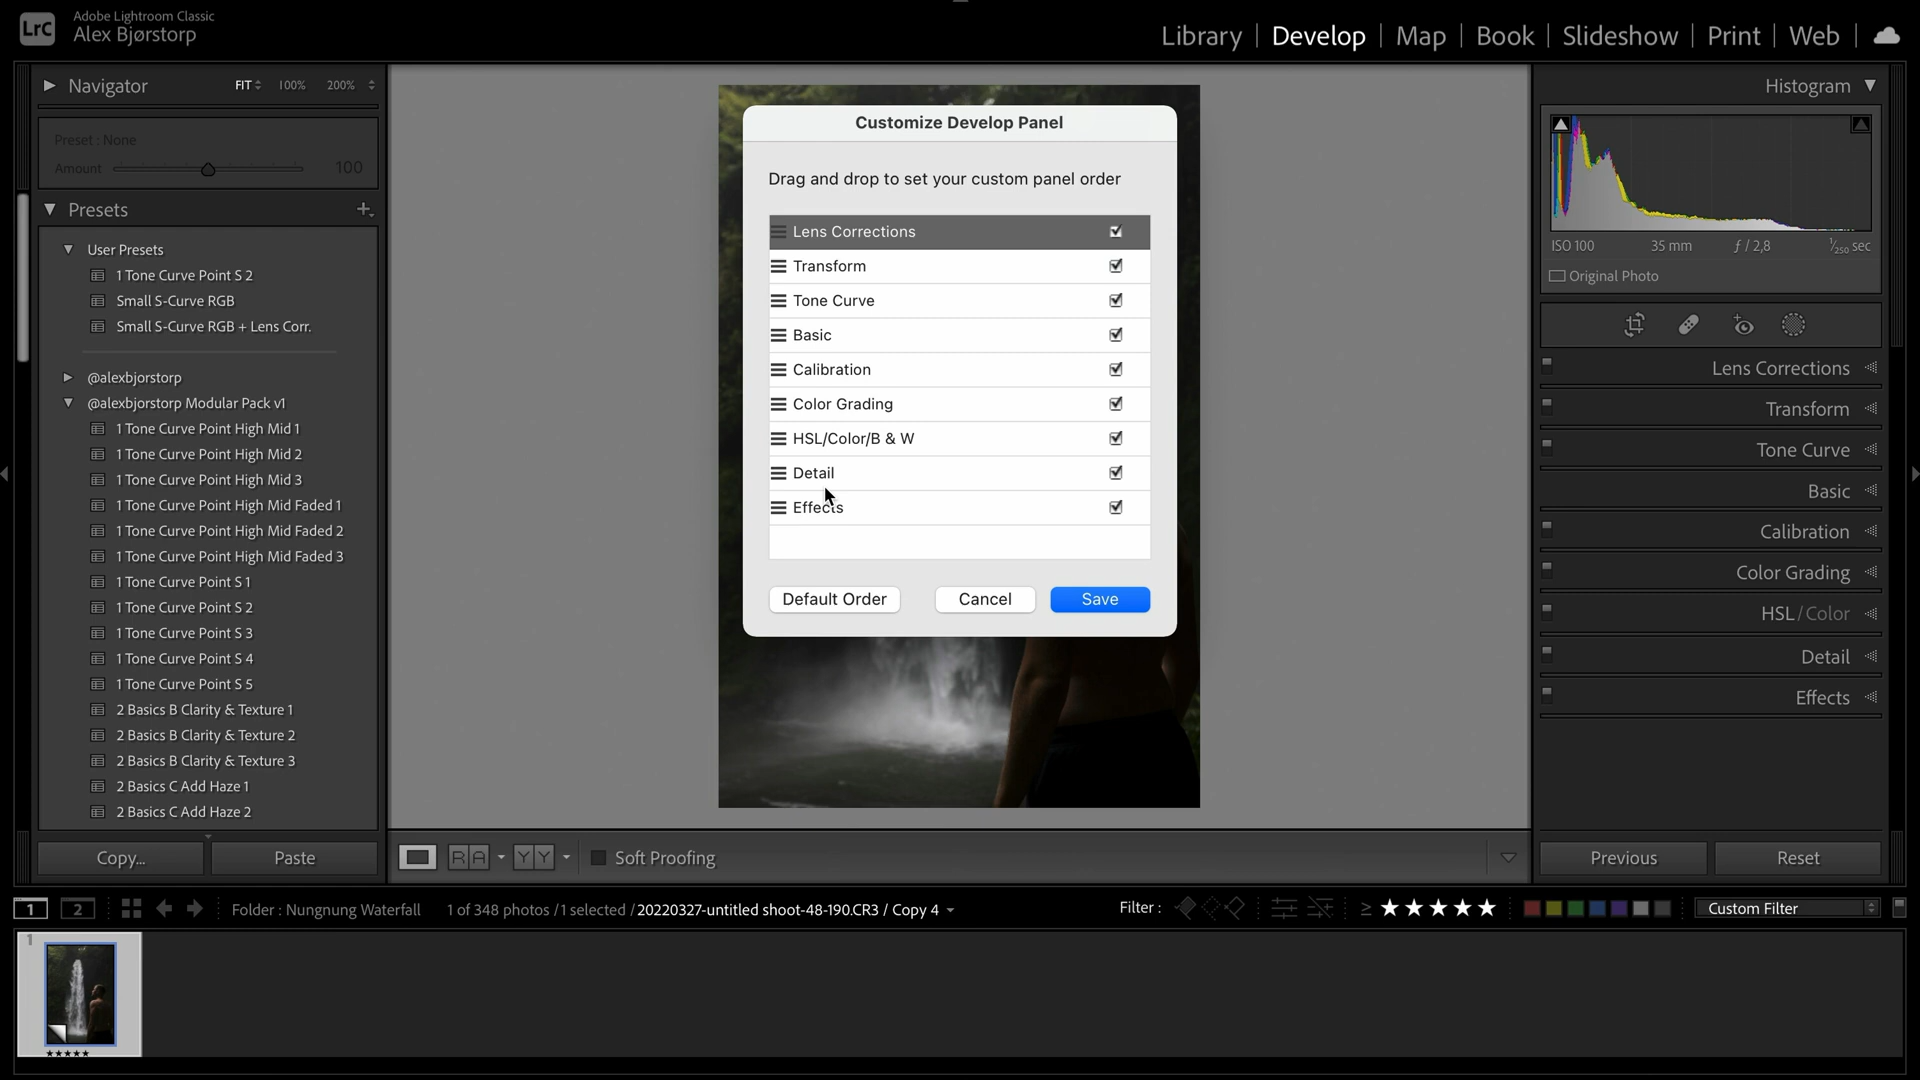 LrC
Adobe Lightroom Classic
Alex Bjørstorp
Library | Develop | Map | Book | Slideshow | Print | Web
Navigator FIT 100% 200%
Preset : None
Amount 100
Presets
User Presets
1 Tone Curve Point S 2
Small S-Curve RGB
Small S-Curve RGB + Lens Corr.
@alexbjorstorp
@alexbjorstorp Modular Pack v1
1 Tone Curve Point High Mid 1
1 Tone Curve Point High Mid 2
1 Tone Curve Point High Mid 3
1 Tone Curve Point High Mid Faded 1
1 Tone Curve Point High Mid Faded 2
1 Tone Curve Point High Mid Faded 3
1 Tone Curve Point S 1
1 Tone Curve Point S 2
1 Tone Curve Point S 3
1 Tone Curve Point S 4
1 Tone Curve Point S 5
2 Basics B Clarity & Texture 1
2 Basics B Clarity & Texture 2
2 Basics B Clarity & Texture 3
2 Basics C Add Haze 1
2 Basics C Add Haze 2
Copy... Paste
Customize Develop Panel
Drag and drop to set your custom panel order
Lens Corrections
Transform
Tone Curve
Basic
Calibration
Color Grading
HSL/Color/B & W
Detail
Effects
Default Order Cancel Save
R A Y Y Soft Proofing
Histogram
ISO 100 35 mm ƒ / 2,8 1/250 sec
Original Photo
Lens Corrections
Transform
Tone Curve
Basic
Calibration
Color Grading
HSL / Color
Detail
Effects
Previous Reset
1 2 Folder : Nungnung Waterfall 1 of 348 photos / 1 selected / 20220327-untitled shoot-48-190.CR3 / Copy 4 Filter : ≥ ★★★★★ Custom Filter
1
★★★★★